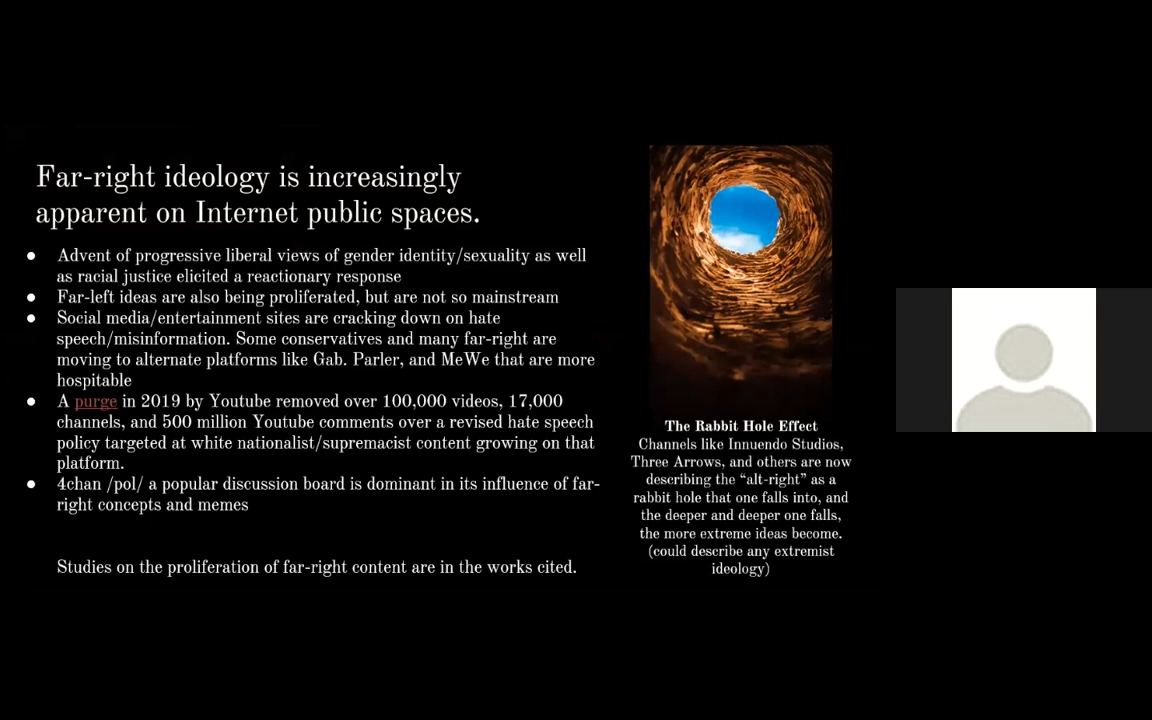 Far-right ideology is increasingly
apparent on Internet public spaces.
● Advent of progressive liberal views of gender identity/sexuality as well
as racial justice elicited a reactionary response
● Far-left ideas are also being proliferated, but are not so mainstream
● Social media/entertainment sites are cracking down on hate
speech/misinformation. Some conservatives and many far-right are
moving to alternate platforms like Gab. Parler, and MeWe that are more
hospitable
● A purge in 2019 by Youtube removed over 100,000 videos, 17,000
channels, and 500 million Youtube comments over a revised hate speech
policy targeted at white nationalist/supremacist content growing on that
platform.
● 4chan /pol/ a popular discussion board is dominant in its influence of far-
right concepts and memes
Studies on the proliferation of far-right content are in the works cited.
The Rabbit Hole Effect
Channels like Innuendo Studios,
Three Arrows, and others are now
describing the “alt-right” as a
rabbit hole that one falls into, and
the deeper and deeper one falls,
the more extreme ideas become.
(could describe any extremist
ideology)